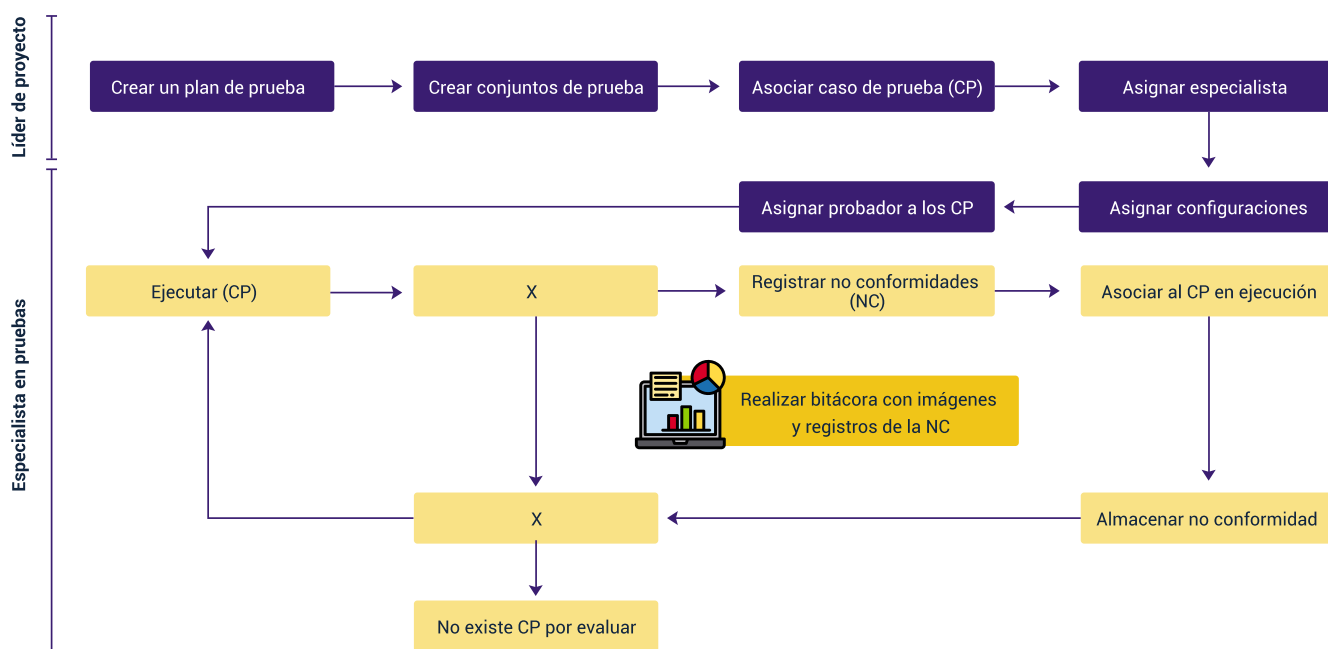 Líder de proyecto
Crear un plan de prueba
Crear conjuntos de prueba
Asociar caso de prueba (CP)
Asignar especialista
Especialista en pruebas
Asignar probador a los CP
Asignar configuraciones
Ejecutar (CP)
X
Registrar no conformidades
(NC)
Asociar al CP en ejecución
Realizar bitácora con imágenes
y registros de la NC
X
Almacenar no conformidad
No existe CP por evaluar